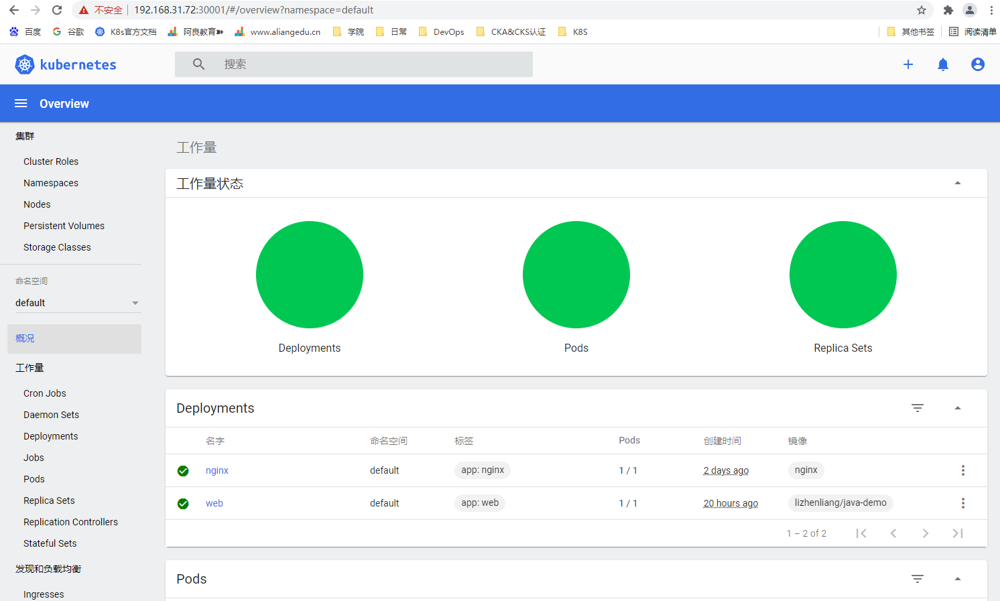 不安全 192.168.31.72:30001/#/overview?namespace=default
百度 谷歌 K8s官方文档 阿良教育 www.aliangedu.cn 学院 日常 DevOps CKA&CKS认证 K8S 其他书签 阅读清单
kubernetes 搜索
Overview
集群
Cluster Roles
Namespaces
Nodes
Persistent Volumes
Storage Classes
命名空间
default
概况
工作量
Cron Jobs
Daemon Sets
Deployments
Jobs
Pods
Replica Sets
Replication Controllers
Stateful Sets
发现和负载均衡
Ingresses
工作量
工作量状态
Deployments Pods Replica Sets
Deployments
名字 命名空间 标签 Pods 创建时间 镜像
nginx default app: nginx 1 / 1 2 days ago nginx
web default app: web 1 / 1 20 hours ago lizhenliang/java-demo
1 – 2 of 2
Pods